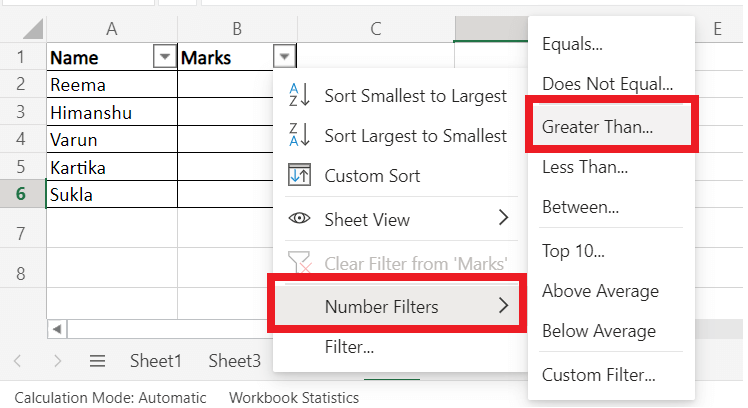 A B C E
1 Name Marks
2 Reema
3 Himanshu
4 Varun
5 Kartika
6 Sukla
7
8
A Z Sort Smallest to Largest
Z A Sort Largest to Smallest
Custom Sort
Sheet View
Clear Filter from 'Marks'
Number Filters
Filter...
Equals...
Does Not Equal...
Greater Than...
Less Than...
Between...
Top 10...
Above Average
Below Average
Custom Filter...
Sheet1 Sheet3
Calculation Mode: Automatic Workbook Statistics